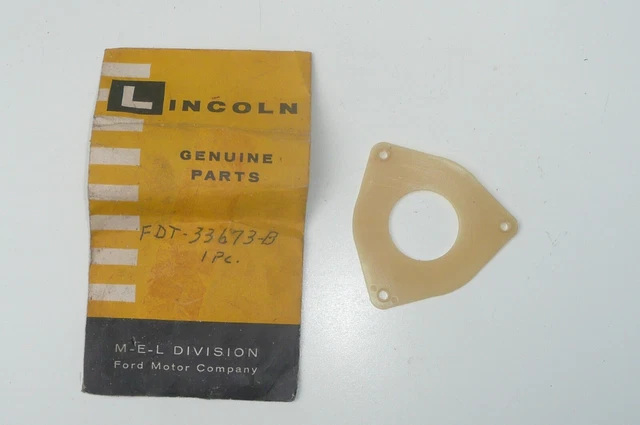 LINCOLN
GENUINE
PARTS
FDT-33673-B
1 Pc.
M-E-L DIVISION
Ford Motor Company